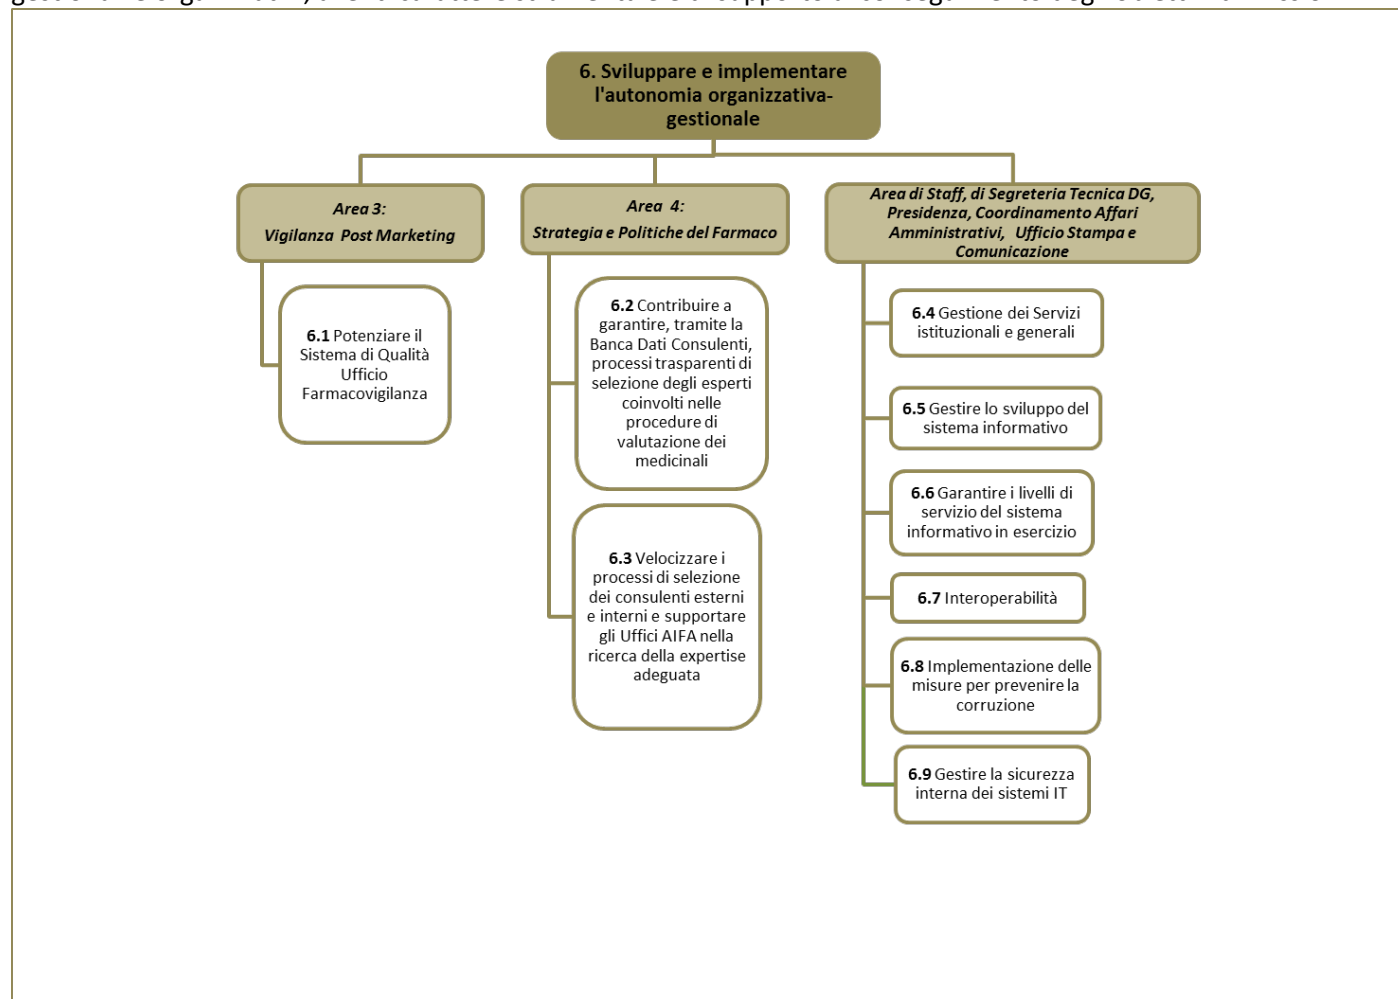 6. Sviluppare e implementare
l'autonomia organizzativa-
gestionale
Area 3:
Vigilanza Post Marketing
Area 4:
Strategia e Politiche del Farmaco
Area di Staff, di Segreteria Tecnica DG,
Presidenza, Coordinamento Affari
Amministrativi, Ufficio Stampa e
Comunicazione
6.1 Potenziare il
Sistema di Qualità
Ufficio
Farmacovigilanza
6.2 Contribuire a
garantire, tramite la
Banca Dati Consulenti,
processi trasparenti di
selezione degli esperti
coinvolti nelle
procedure di
valutazione dei
medicinali
6.3 Velocizzare i
processi di selezione
dei consulenti esterni
e interni e supportare
gli Uffici AIFA nella
ricerca della expertise
adeguata
6.4 Gestione dei Servizi
istituzionali e generali
6.5 Gestire lo sviluppo del
sistema informativo
6.6 Garantire i livelli di
servizio del sistema
informativo in esercizio
6.7 Interoperabilità
6.8 Implementazione delle
misure per prevenire la
corruzione
6.9 Gestire la sicurezza
interna dei sistemi IT